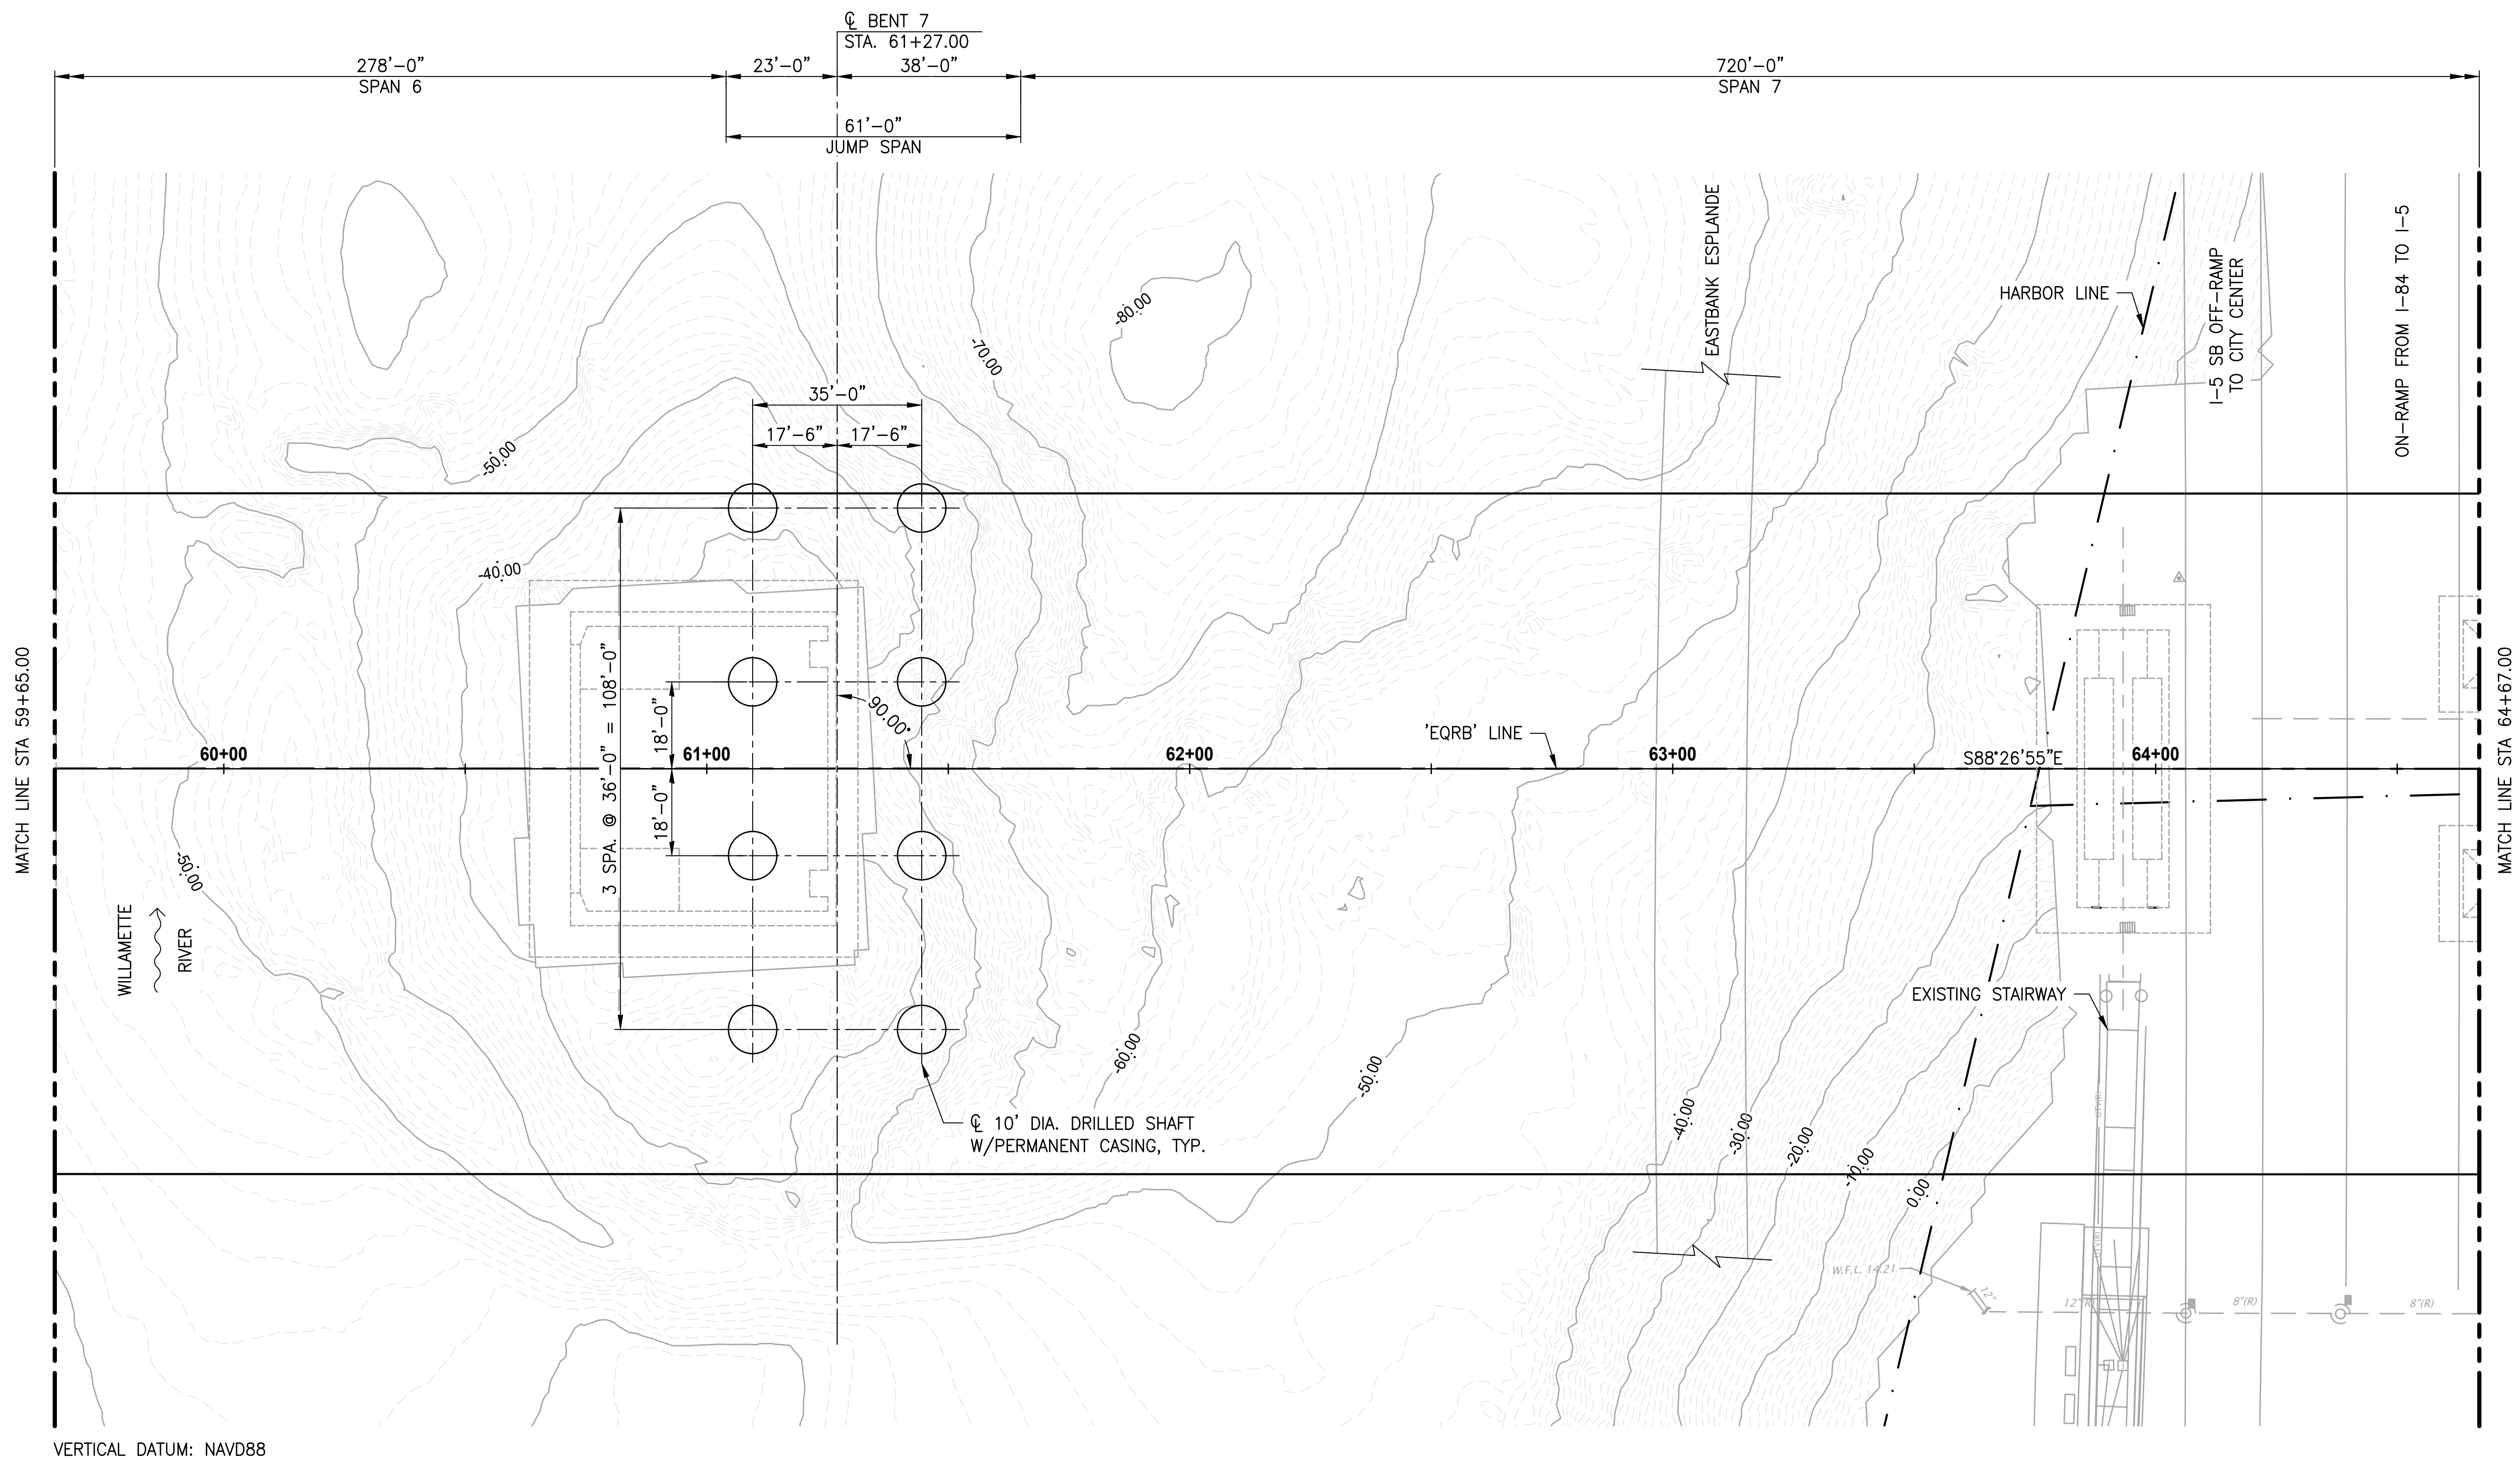 ℄ BENT 7
STA. 61+27.00
278'-0"
SPAN 6
23'-0"
38'-0"
720'-0"
SPAN 7
61'-0"
JUMP SPAN
EASTBANK ESPLANDE
HARBOR LINE
I-5 SB OFF-RAMP
TO CITY CENTER
ON-RAMP FROM I-84 TO I-5
-80.00
-70.00
35'-0"
17'-6"
17'-6"
-50.00
-40.00
3 SPA. @ 36'-0" = 108'-0"
18'-0"
18'-0"
90.00°
'EQRB' LINE
60+00
61+00
62+00
63+00
S88°26'55"E
64+00
MATCH LINE STA 59+65.00
MATCH LINE STA 64+67.00
-50.00
WILLAMETTE
RIVER
EXISTING STAIRWAY
-60.00
-50.00
℄ 10' DIA. DRILLED SHAFT
W/PERMANENT CASING, TYP.
-40.00
-30.00
-20.00
-10.00
0.00
UTV(R)
UTV(R)
W.F.L. 14.21
12"
12"(R)
8"(R)
8"(R)
VERTICAL DATUM: NAVD88